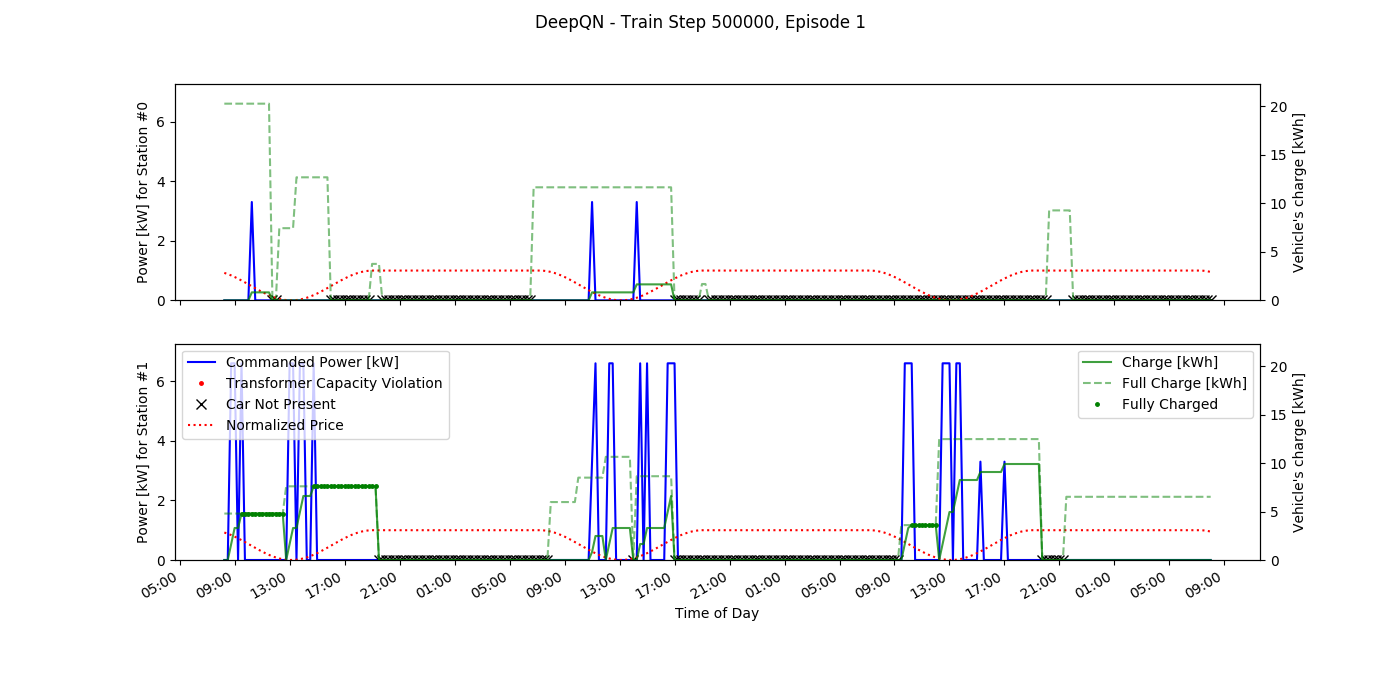 DeepQN - Train Step 500000, Episode 1
Power [kW] for Station #0
6
4
2
0
20
15
10
5
0
Vehicle's charge [kWh]
Power [kW] for Station #1
6
4
2
0
Commanded Power [kW]
Transformer Capacity Violation
Car Not Present
Normalized Price
Charge [kWh]
Full Charge [kWh]
Fully Charged
20
15
10
5
0
Vehicle's charge [kWh]
05:00 09:00 13:00 17:00 21:00 01:00 05:00 09:00 13:00 17:00 21:00 01:00 05:00 09:00 13:00 17:00 21:00 01:00 05:00 09:00
Time of Day